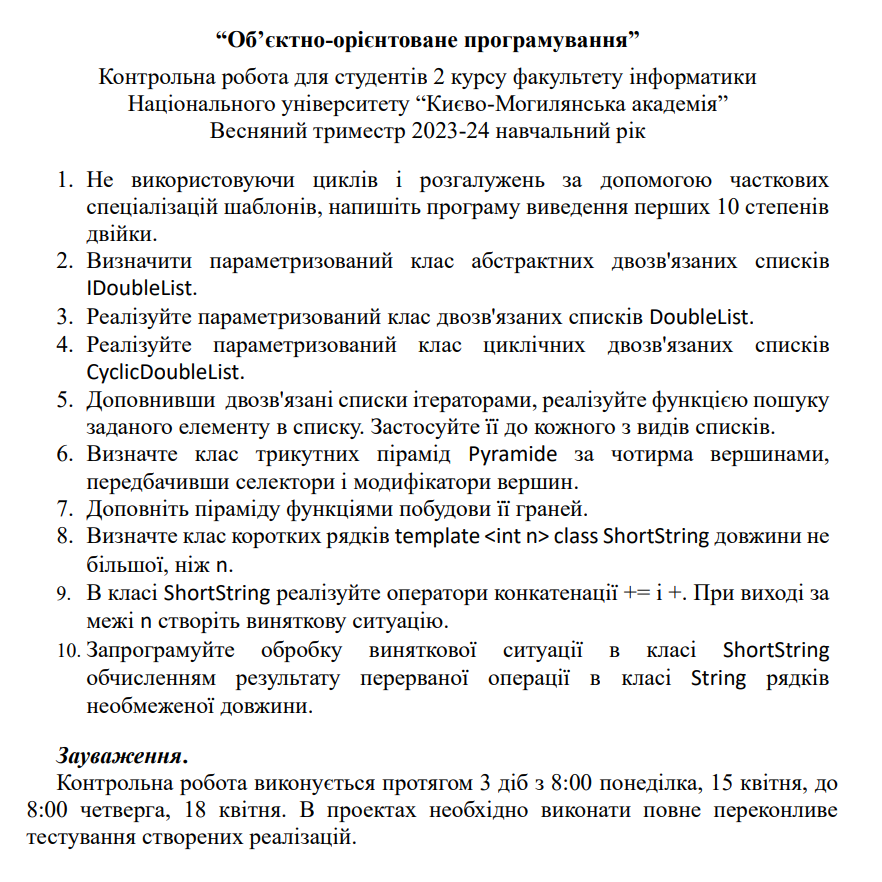 “Об’єктно-орієнтоване програмування”
Контрольна робота для студентів 2 курсу факультету інформатики
Національного університету “Києво-Могилянська академія”
Весняний триместр 2023-24 навчальний рік
1. Не використовуючи циклів і розгалужень за допомогою часткових
спеціалізацій шаблонів, напишіть програму виведення перших 10 степенів
двійки.
2. Визначити параметризований клас абстрактних двозв'язаних списків
IDoubleList.
3. Реалізуйте параметризований клас двозв'язаних списків DoubleList.
4. Реалізуйте параметризований клас циклічних двозв'язаних списків
CyclicDoubleList.
5. Доповнивши двозв'язані списки ітераторами, реалізуйте функцією пошуку
заданого елементу в списку. Застосуйте її до кожного з видів списків.
6. Визначте клас трикутних пірамід Pyramide за чотирма вершинами,
передбачивши селектори і модифікатори вершин.
7. Доповніть піраміду функціями побудови її граней.
8. Визначте клас коротких рядків template <int n> class ShortString довжини не
більшої, ніж n.
9. В класі ShortString реалізуйте оператори конкатенації += і +. При виході за
межі n створіть виняткову ситуацію.
10. Запрограмуйте обробку виняткової ситуації в класі ShortString
обчисленням результату перерваної операції в класі String рядків
необмеженої довжини.
Зауваження.
Контрольна робота виконується протягом 3 діб з 8:00 понеділка, 15 квітня, до
8:00 четверга, 18 квітня. В проектах необхідно виконати повне переконливе
тестування створених реалізацій.